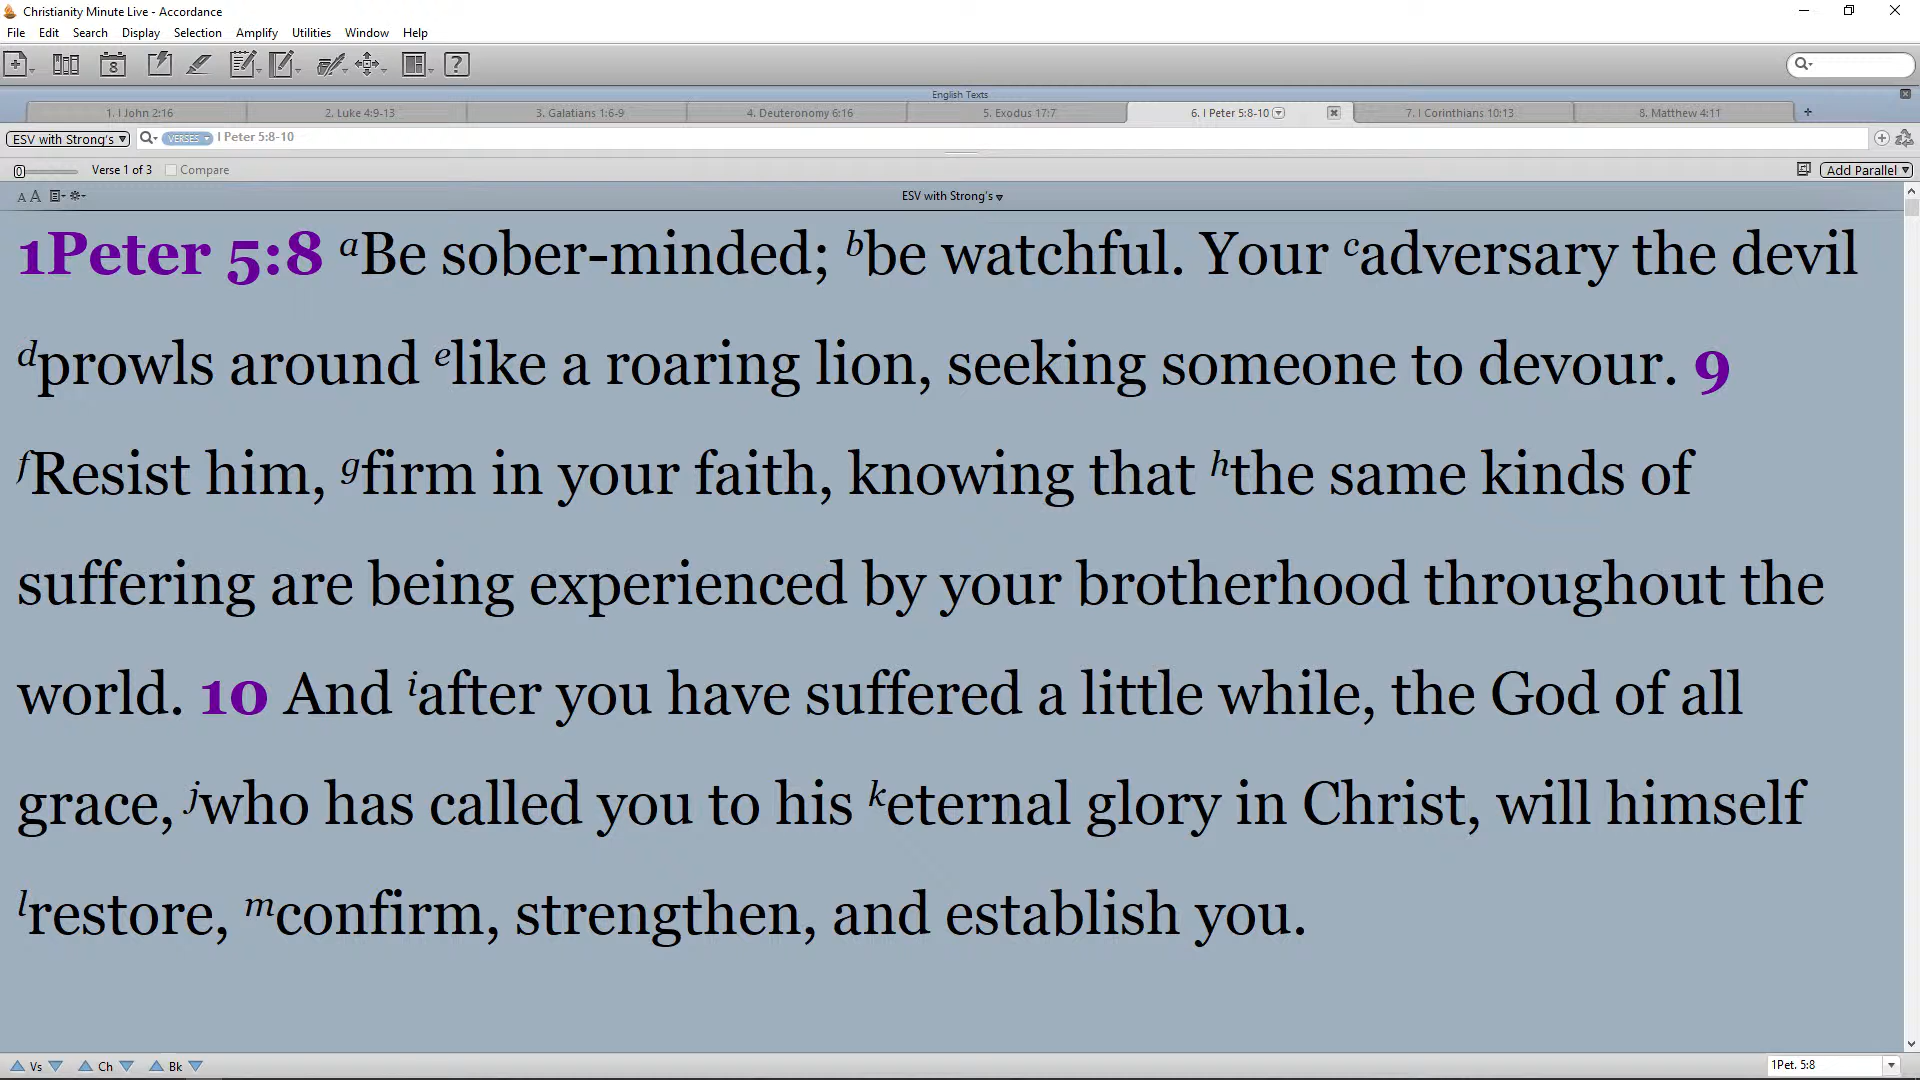 Christianity Minute Live - Accordance
File Edit Search Display Selection Amplify Utilities Window Help
8 ?
English Texts
1. I John 2:16 2. Luke 4:9-13 3. Galatians 1:6-9 4. Deuteronomy 6:16 5. Exodus 17:7 6. I Peter 5:8-10 7. I Corinthians 10:13 8. Matthew 4:11 +
ESV with Strong's VERSES I Peter 5:8-10
0 Verse 1 of 3 Compare Add Parallel
A A ESV with Strong's
1Peter 5:8 aBe sober-minded; bbe watchful. Your cadversary the devil
dprowls around elike a roaring lion, seeking someone to devour. 9
fResist him, gfirm in your faith, knowing that hthe same kinds of
suffering are being experienced by your brotherhood throughout the
world. 10 And iafter you have suffered a little while, the God of all
grace, jwho has called you to his keternal glory in Christ, will himself
lrestore, mconfirm, strengthen, and establish you.
Vs Ch Bk 1Pet. 5:8